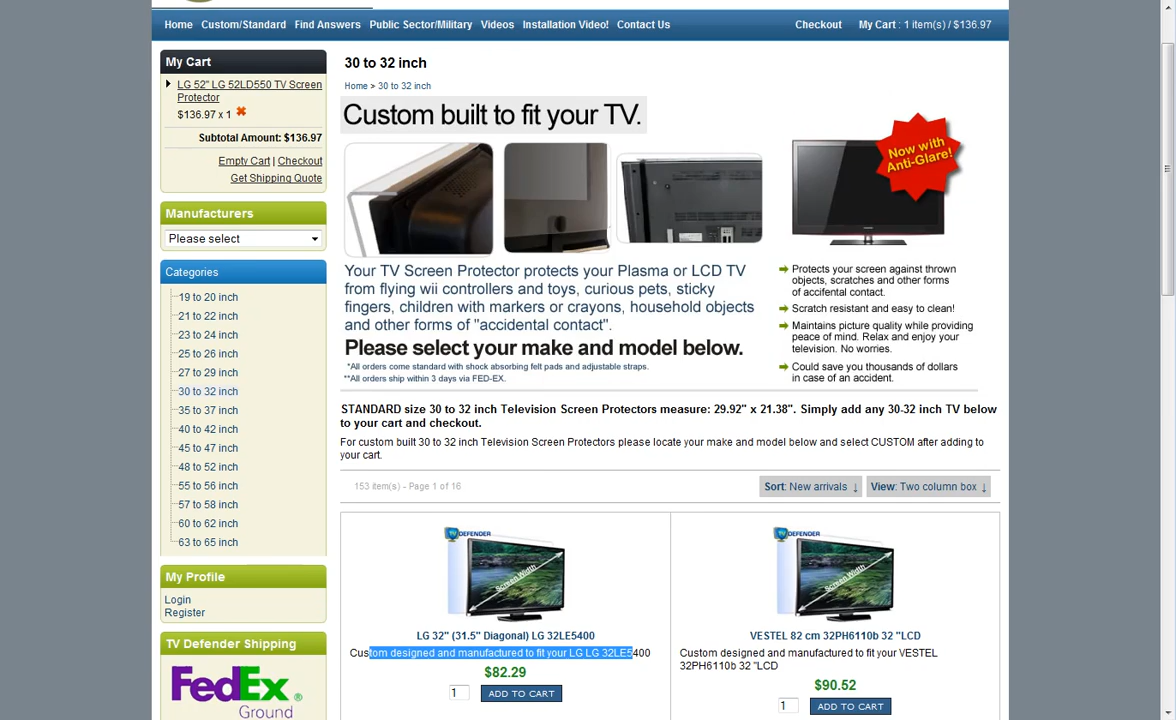 Home Custom/Standard Find Answers Public Sector/Military Videos Installation Video! Contact Us Checkout My Cart : 1 item(s) / $136.97
My Cart
LG 52" LG 52LD550 TV Screen
Protector
$136.97 x 1
Subtotal Amount: $136.97
Empty Cart | Checkout
Get Shipping Quote
Manufacturers
Please select
Categories
19 to 20 inch
21 to 22 inch
23 to 24 inch
25 to 26 inch
27 to 29 inch
30 to 32 inch
35 to 37 inch
40 to 42 inch
45 to 47 inch
48 to 52 inch
55 to 56 inch
57 to 58 inch
60 to 62 inch
63 to 65 inch
My Profile
Login
Register
TV Defender Shipping
FedEx®
Ground
30 to 32 inch
Home > 30 to 32 inch
Custom built to fit your TV.
Now with
Anti-Glare!
Your TV Screen Protector protects your Plasma or LCD TV
from flying wii controllers and toys, curious pets, sticky
fingers, children with markers or crayons, household objects
and other forms of "accidental contact".
Please select your make and model below.
*All orders come standard with shock absorbing felt pads and adjustable straps.
**All orders ship within 3 days via FED-EX.
Protects your screen against thrown
objects, scratches and other forms
of accifental contact.
Scratch resistant and easy to clean!
Maintains picture quality while providing
peace of mind. Relax and enjoy your
television. No worries.
Could save you thousands of dollars
in case of an accident.
STANDARD size 30 to 32 inch Television Screen Protectors measure: 29.92" x 21.38". Simply add any 30-32 inch TV below
to your cart and checkout.
For custom built 30 to 32 inch Television Screen Protectors please locate your make and model below and select CUSTOM after adding to
your cart.
153 item(s) - Page 1 of 16
Sort: New arrivals ↓ View: Two column box ↓
DEFENDER
Screen Width
LG 32" (31.5" Diagonal) LG 32LE5400
Custom designed and manufactured to fit your LG LG 32LE5400
$82.29
1 ADD TO CART
DEFENDER
Screen Width
VESTEL 82 cm 32PH6110b 32 "LCD
Custom designed and manufactured to fit your VESTEL
32PH6110b 32 "LCD
$90.52
1 ADD TO CART